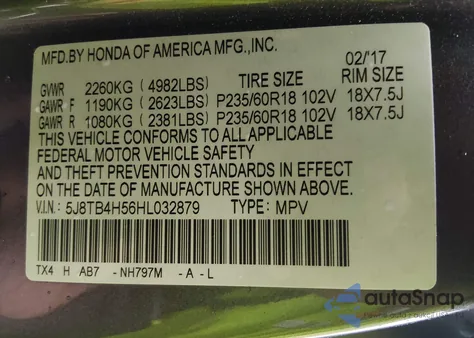 MFD.BY HONDA OF AMERICA MFG.,INC.
02/'17
GVWR 2260KG (4982LBS) TIRE SIZE RIM SIZE
GAWR F 1190KG (2623LBS) P235/60R18 102V 18X7.5J
GAWR R 1080KG (2381LBS) P235/60R18 102V 18X7.5J
THIS VEHICLE CONFORMS TO ALL APPLICABLE
FEDERAL MOTOR VEHICLE SAFETY
AND THEFT PREVENTION STANDARDS IN EFFECT
ON THE DATE OF MANUFACTURE SHOWN ABOVE.
V.I.N.: 5J8TB4H56HL032879 TYPE: MPV
TX4 H AB7 -NH797M -A-L
autoSnap